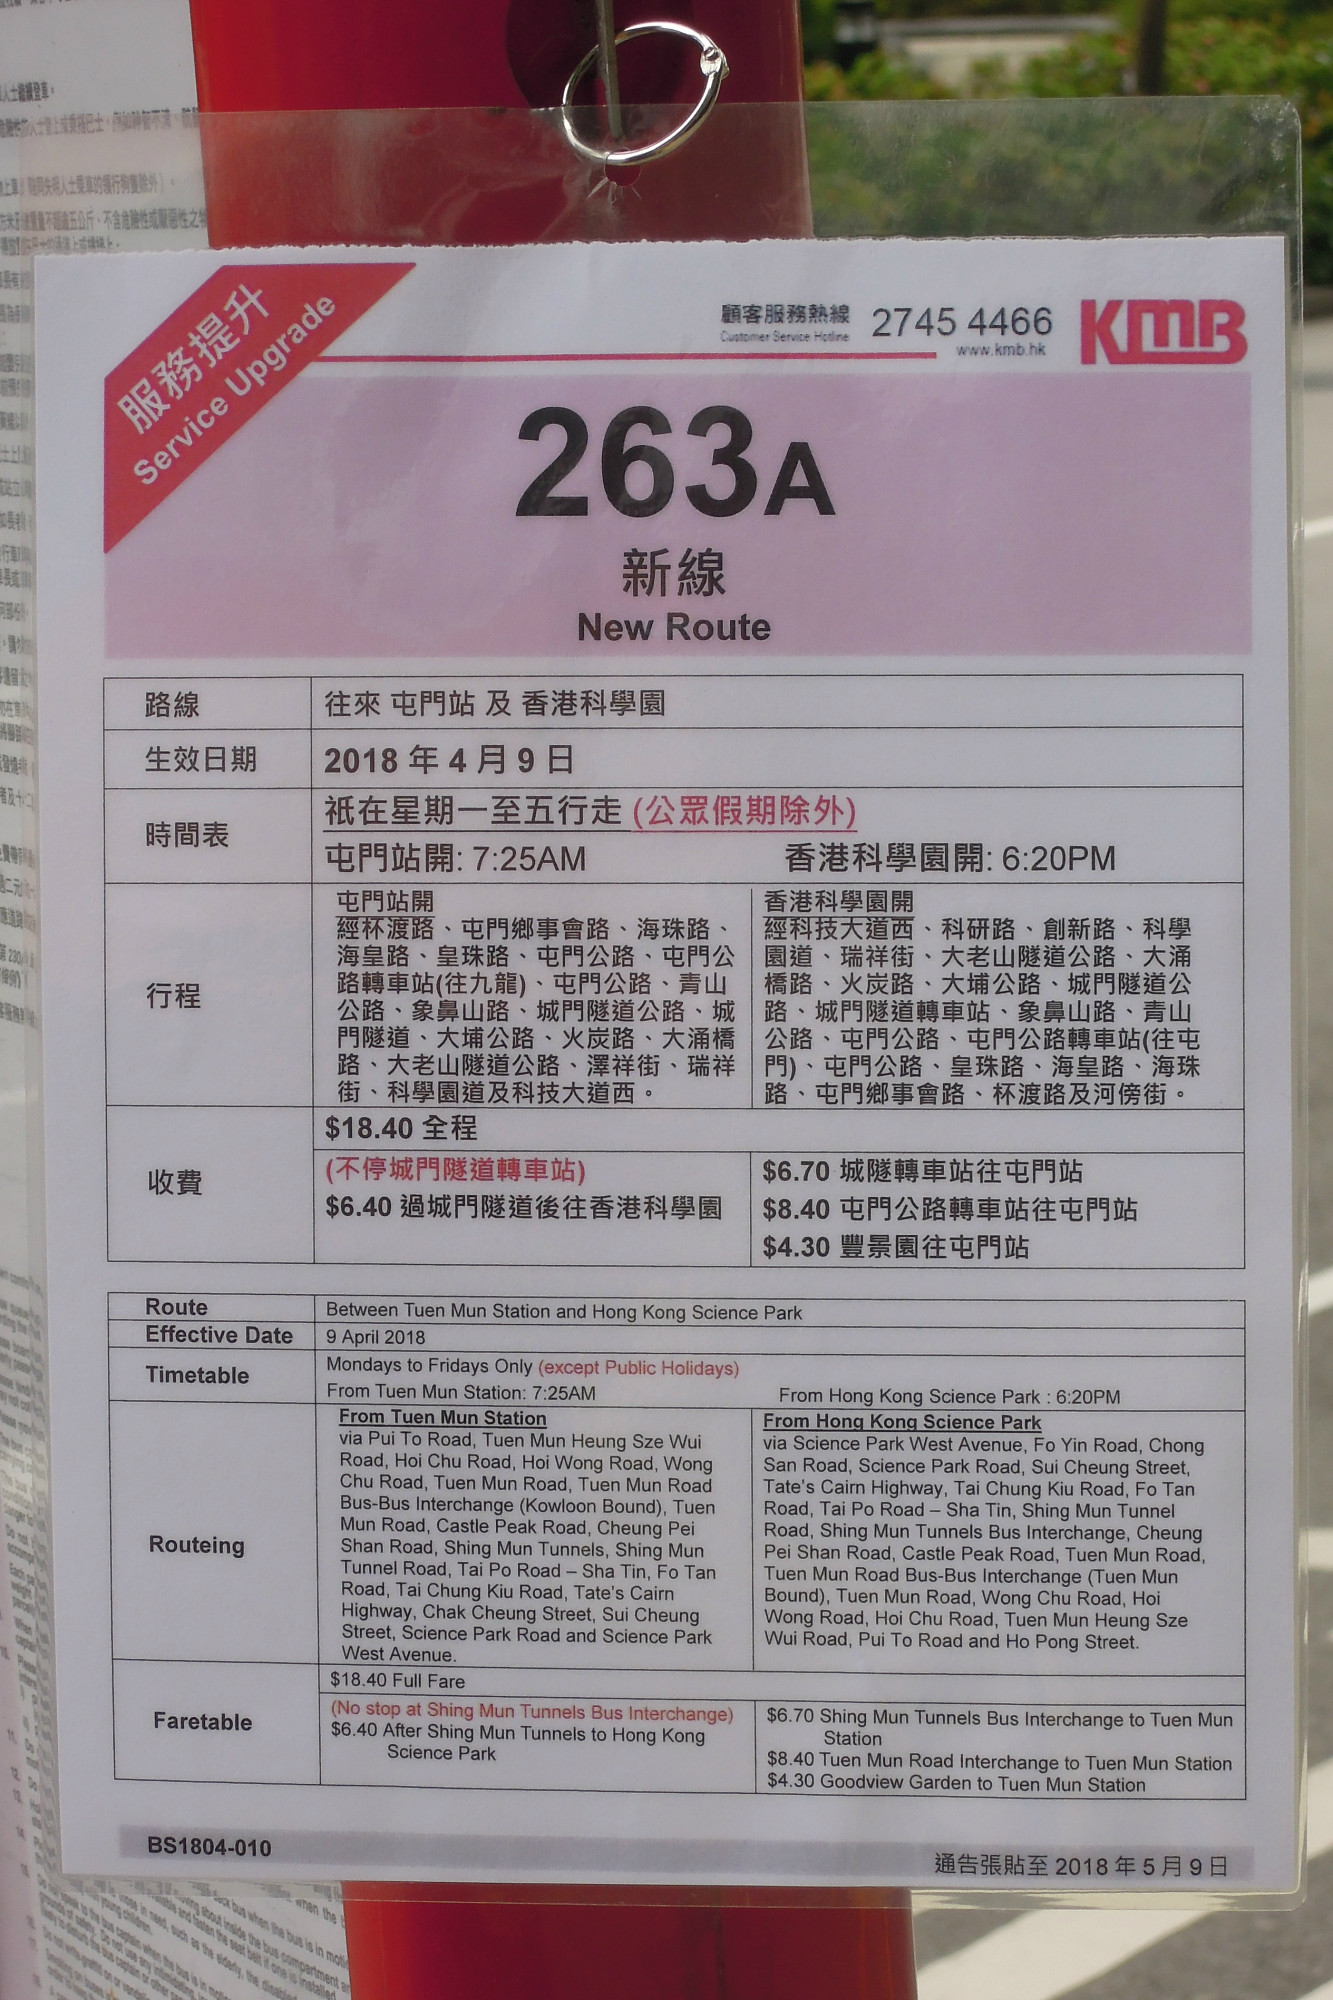 服務提升
Service Upgrade
顧客服務熱線 2745 4466
Customer Service Hotline
www.kmb.hk
KMB
263A
新線
New Route
路線 往來 屯門站 及 香港科學園
生效日期 2018 年 4 月 9 日
時間表 祇在星期一至五行走 (公眾假期除外)
屯門站開: 7:25AM 香港科學園開: 6:20PM
行程
屯門站開
經杯渡路、屯門鄉事會路、海珠路、
海皇路、皇珠路、屯門公路、屯門公
路轉車站(往九龍)、屯門公路、青山
公路、象鼻山路、城門隧道公路、城
門隧道、大埔公路、火炭路、大涌橋
路、大老山隧道公路、澤祥街、瑞祥
街、科學園道及科技大道西。
香港科學園開
經科技大道西、科研路、創新路、科學
園道、瑞祥街、大老山隧道公路、大涌
橋路、火炭路、大埔公路、城門隧道公
路、城門隧道轉車站、象鼻山路、青山
公路、屯門公路、屯門公路轉車站(往屯
門)、屯門公路、皇珠路、海皇路、海珠
路、屯門鄉事會路、杯渡路及河傍街。
收費
$18.40 全程
(不停城門隧道轉車站)
$6.40 過城門隧道後往香港科學園
$6.70 城隧轉車站往屯門站
$8.40 屯門公路轉車站往屯門站
$4.30 豐景園往屯門站
Route Between Tuen Mun Station and Hong Kong Science Park
Effective Date 9 April 2018
Timetable Mondays to Fridays Only (except Public Holidays)
From Tuen Mun Station: 7:25AM From Hong Kong Science Park : 6:20PM
Routeing
From Tuen Mun Station
via Pui To Road, Tuen Mun Heung Sze Wui
Road, Hoi Chu Road, Hoi Wong Road, Wong
Chu Road, Tuen Mun Road, Tuen Mun Road
Bus-Bus Interchange (Kowloon Bound), Tuen
Mun Road, Castle Peak Road, Cheung Pei
Shan Road, Shing Mun Tunnels, Shing Mun
Tunnel Road, Tai Po Road – Sha Tin, Fo Tan
Road, Tai Chung Kiu Road, Tate's Cairn
Highway, Chak Cheung Street, Sui Cheung
Street, Science Park Road and Science Park
West Avenue.
From Hong Kong Science Park
via Science Park West Avenue, Fo Yin Road, Chong
San Road, Science Park Road, Sui Cheung Street,
Tate's Cairn Highway, Tai Chung Kiu Road, Fo Tan
Road, Tai Po Road – Sha Tin, Shing Mun Tunnel
Road, Shing Mun Tunnels Bus Interchange, Cheung
Pei Shan Road, Castle Peak Road, Tuen Mun Road,
Tuen Mun Road Bus-Bus Interchange (Tuen Mun
Bound), Tuen Mun Road, Wong Chu Road, Hoi
Wong Road, Hoi Chu Road, Tuen Mun Heung Sze
Wui Road, Pui To Road and Ho Pong Street.
Faretable
$18.40 Full Fare
(No stop at Shing Mun Tunnels Bus Interchange)
$6.40 After Shing Mun Tunnels to Hong Kong
Science Park
$6.70 Shing Mun Tunnels Bus Interchange to Tuen Mun
Station
$8.40 Tuen Mun Road Interchange to Tuen Mun Station
$4.30 Goodview Garden to Tuen Mun Station
BS1804-010
通告張貼至 2018 年 5 月 9 日